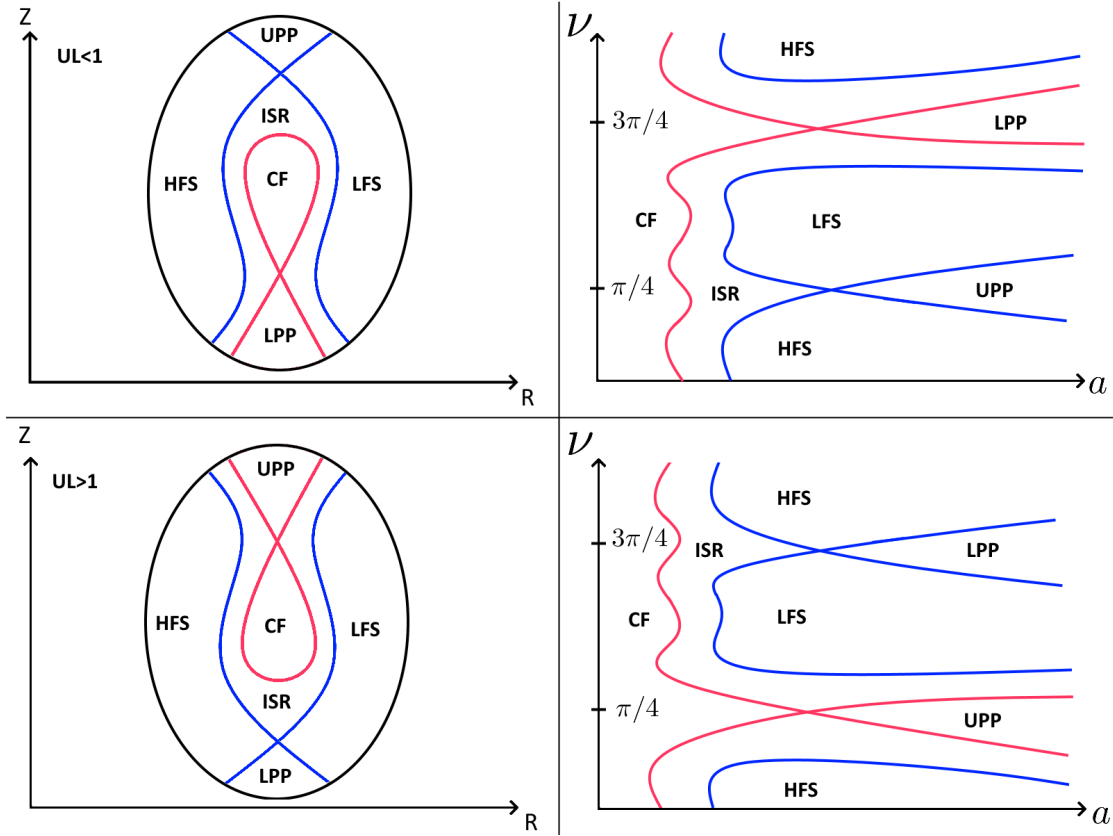 Z
UL<1
UPP
ISR
CF
HFS
LFS
LPP
R
ν
HFS
3π/4
LPP
CF
LFS
π/4
ISR
UPP
HFS
a
Z
UL>1
UPP
HFS
CF
LFS
ISR
LPP
R
ν
HFS
3π/4
ISR
LPP
CF
LFS
π/4
UPP
HFS
a